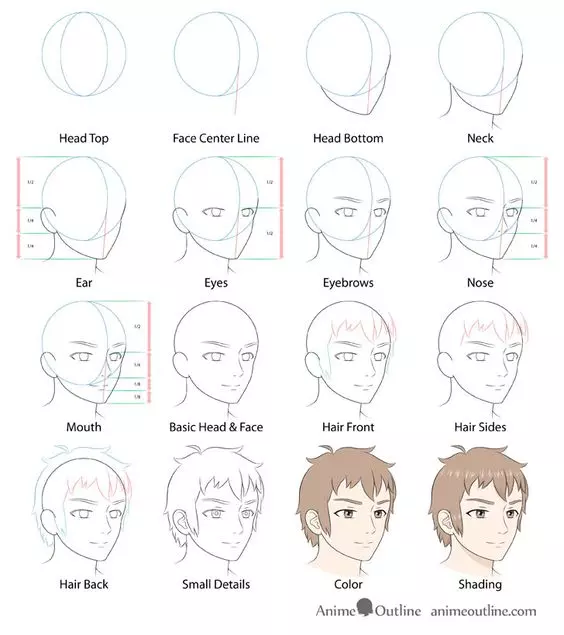 Head Top
Face Center Line
Head Bottom
Neck
1/2
1/4
1/4
1/2
1/2
1/2
1/4
1/4
Ear
Eyes
Eyebrows
Nose
1/2
1/4
1/8
1/8
Mouth
Basic Head & Face
Hair Front
Hair Sides
Hair Back
Small Details
Color
Shading
Anime Outline animeoutline.com